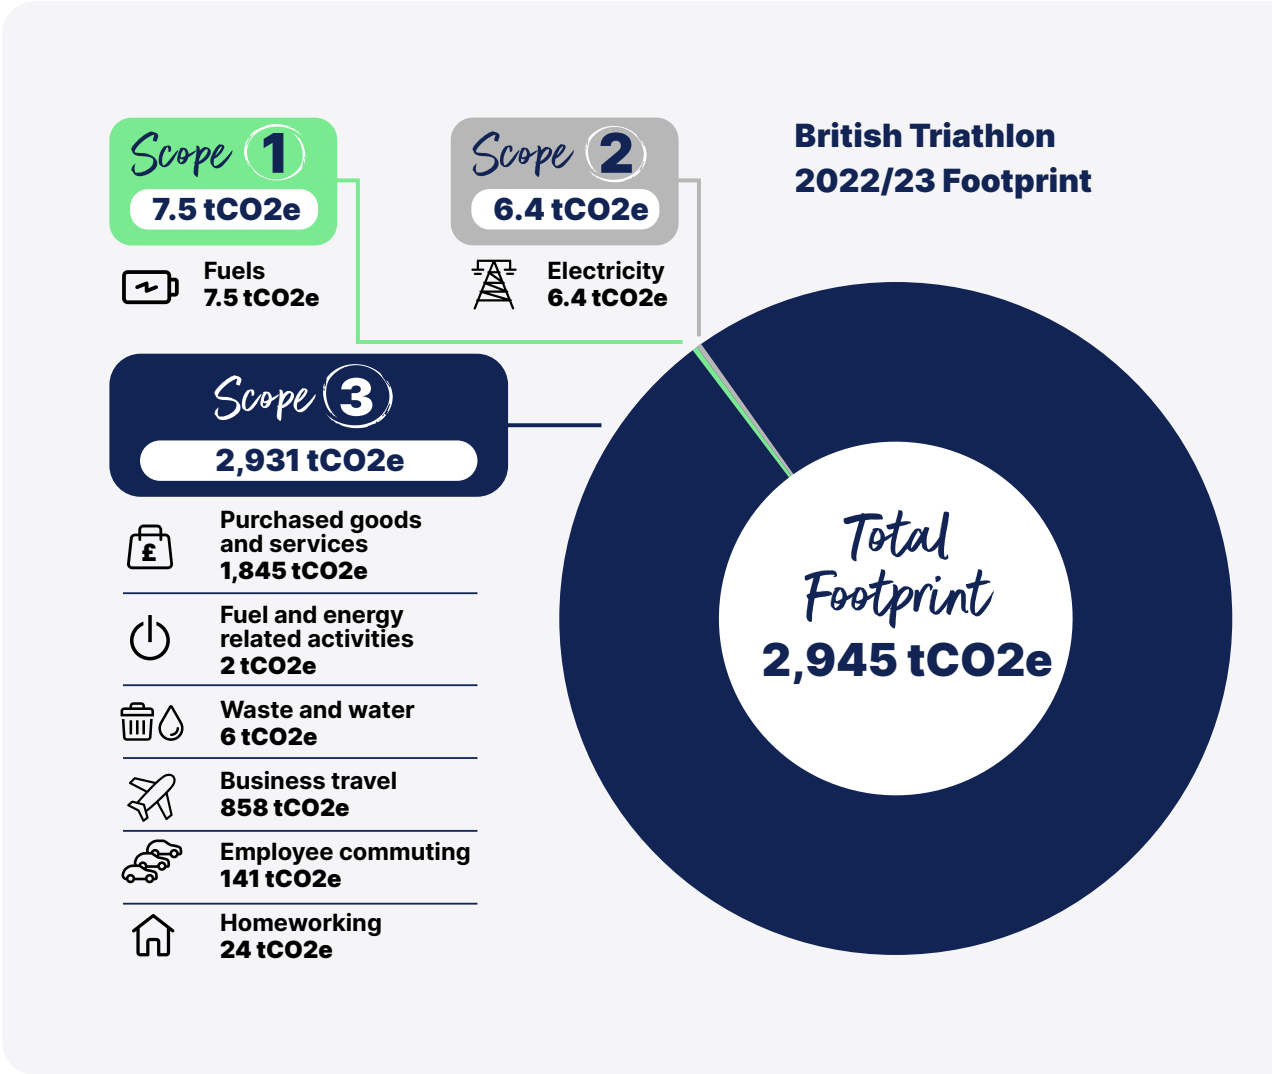 British Triathlon
2022/23 Footprint
Scope 1
7.5 tCO2e
Fuels
7.5 tCO2e
Scope 2
6.4 tCO2e
Electricity
6.4 tCO2e
Scope 3
2,931 tCO2e
£
Purchased goods
and services
1,845 tCO2e
Fuel and energy
related activities
2 tCO2e
Waste and water
6 tCO2e
Business travel
858 tCO2e
Employee commuting
141 tCO2e
Homeworking
24 tCO2e
Total
Footprint
2,945 tCO2e